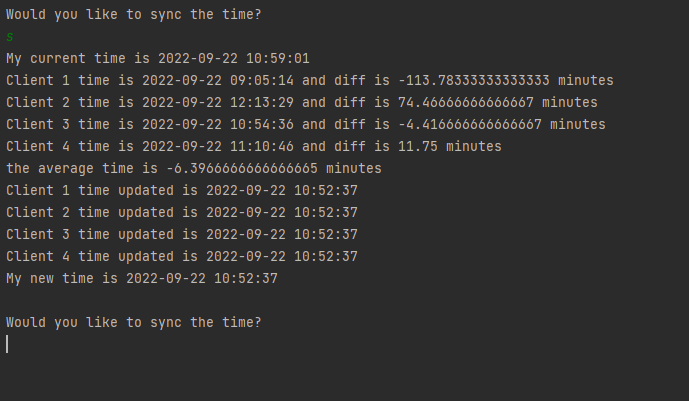 Would you like to sync the time?
s
My current time is 2022-09-22 10:59:01
Client 1 time is 2022-09-22 09:05:14 and diff is -113.78333333333333 minutes
Client 2 time is 2022-09-22 12:13:29 and diff is 74.46666666666667 minutes
Client 3 time is 2022-09-22 10:54:36 and diff is -4.416666666666667 minutes
Client 4 time is 2022-09-22 11:10:46 and diff is 11.75 minutes
the average time is -6.3966666666666665 minutes
Client 1 time updated is 2022-09-22 10:52:37
Client 2 time updated is 2022-09-22 10:52:37
Client 3 time updated is 2022-09-22 10:52:37
Client 4 time updated is 2022-09-22 10:52:37
My new time is 2022-09-22 10:52:37
Would you like to sync the time?